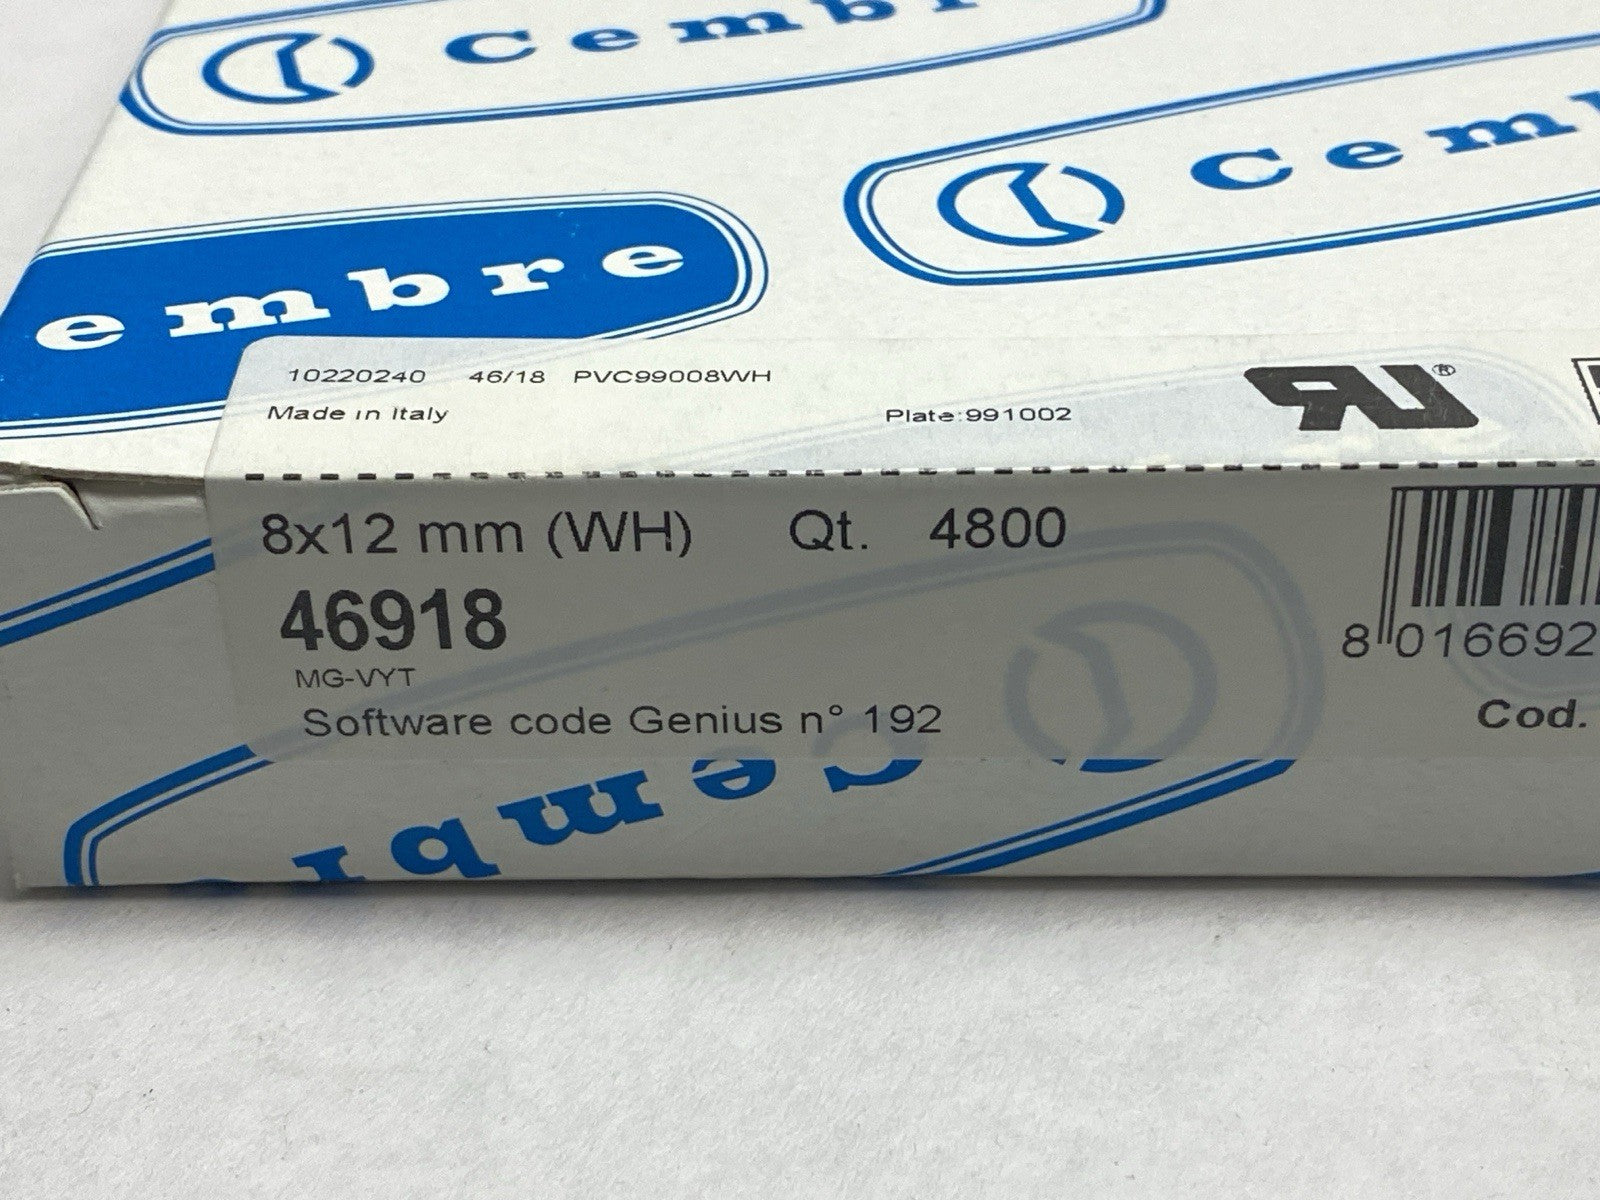 Cembr
Cemb
embre
10220240 46/18 PVC99008WH
Made in Italy
Plate:991002
8x12 mm (WH) Qt. 4800
46918
MG-VYT
Software code Genius n° 192
8 016692
Cod.
Cembr